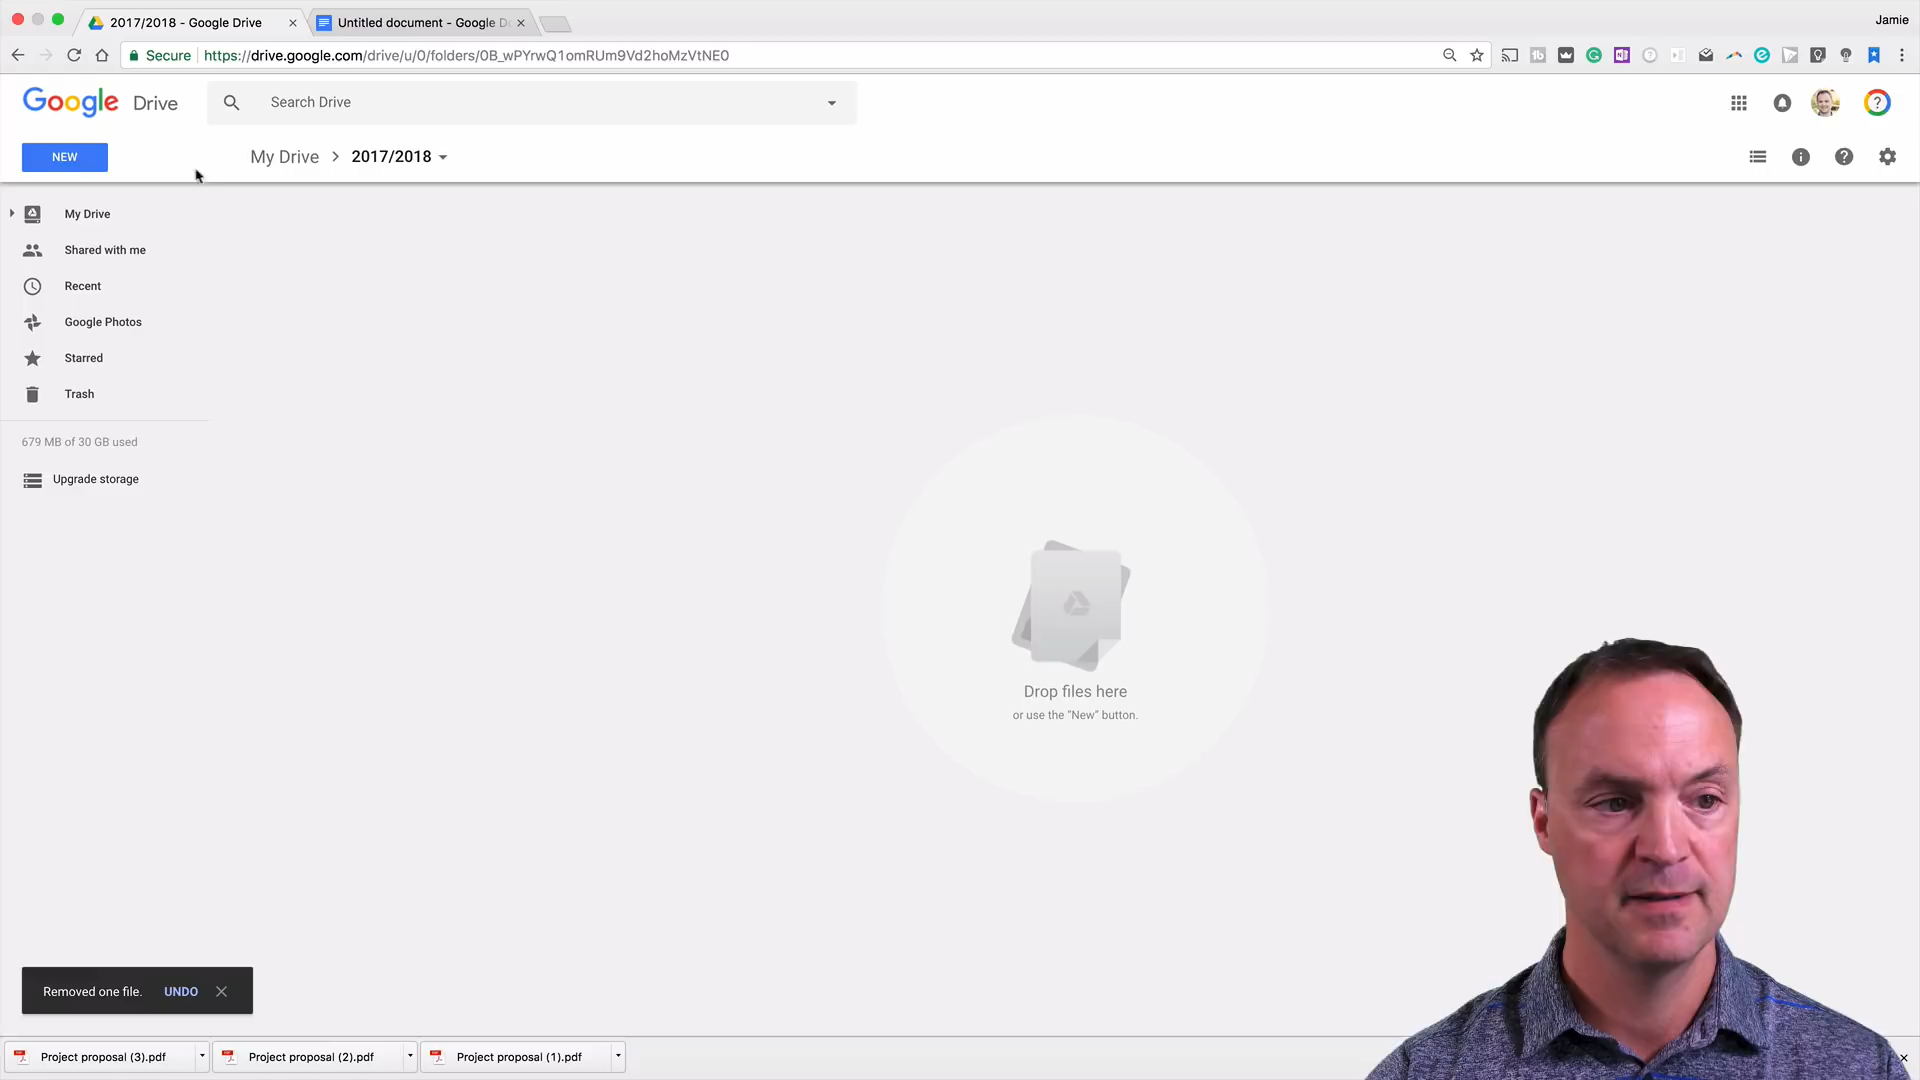 2017/2018 - Google Drive
Untitled document - Google D
Jamie
Secure
https://drive.google.com/drive/u/0/folders/0B_wPYrwQ1omRUm9Vd2hoMzVtNE0
Google Drive
Search Drive
NEW
My Drive > 2017/2018
My Drive
Shared with me
Recent
Google Photos
Starred
Trash
679 MB of 30 GB used
Upgrade storage
Drop files here
or use the "New" button.
Removed one file. UNDO
Project proposal (3).pdf
Project proposal (2).pdf
Project proposal (1).pdf